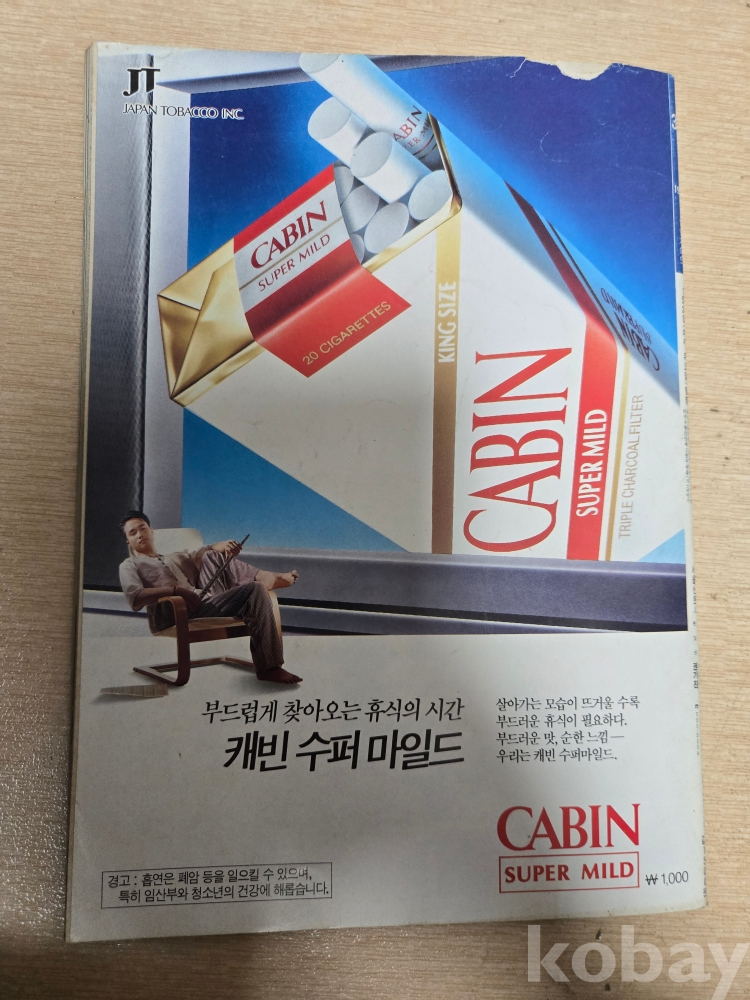 JT
JAPAN TOBACCO INC.
CABIN
SUPER MILD
20 CIGARETTES
KING SIZE
CABIN
SUPER MILD
TRIPLE CHARCOAL FILTER
CABIN
SUPER MILD
부드럽게 찾아오는 휴식의 시간
캐빈 수퍼 마일드
살아가는 모습이 뜨거울 수록
부드러운 휴식이 필요하다.
부드러운 맛, 순한 느낌 —
우리는 캐빈 수퍼마일드.
CABIN
SUPER MILD
₩ 1,000
경고 : 흡연은 폐암 등을 일으킬 수 있으며,
특히 임산부와 청소년의 건강에 해롭습니다.
kobay